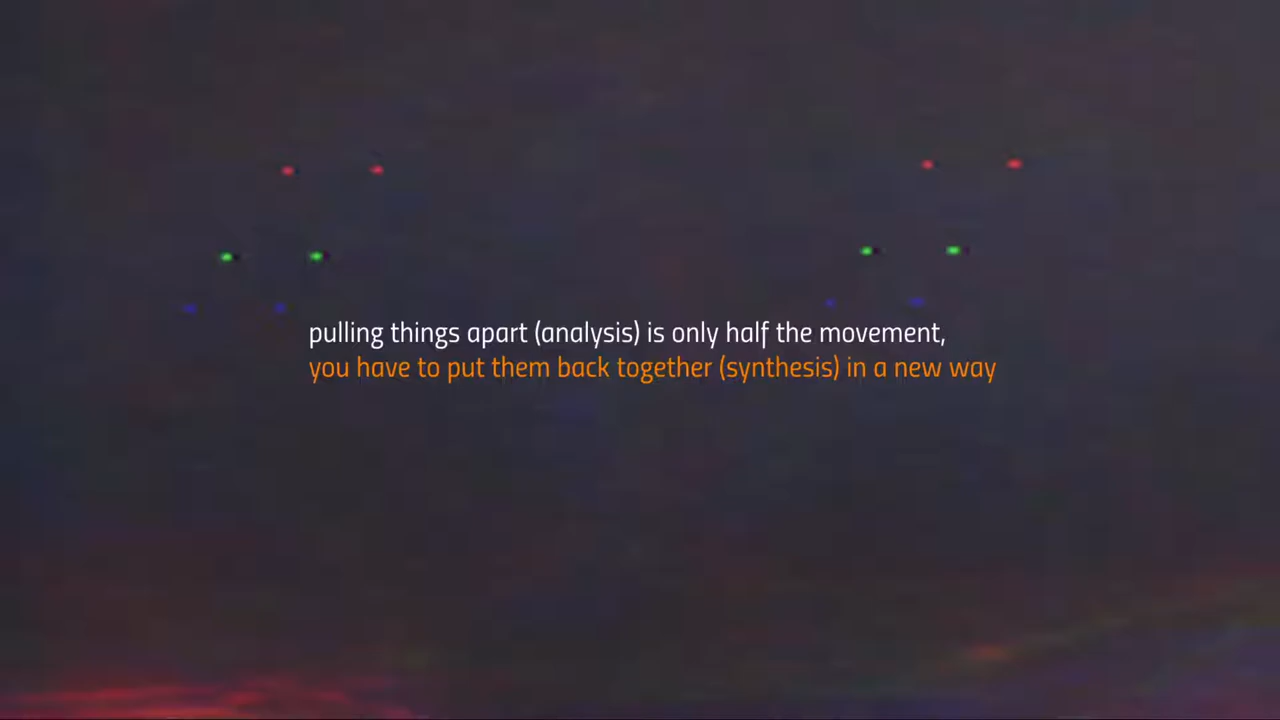 pulling things apart (analysis) is only half the movement,
you have to put them back together (synthesis) in a new way